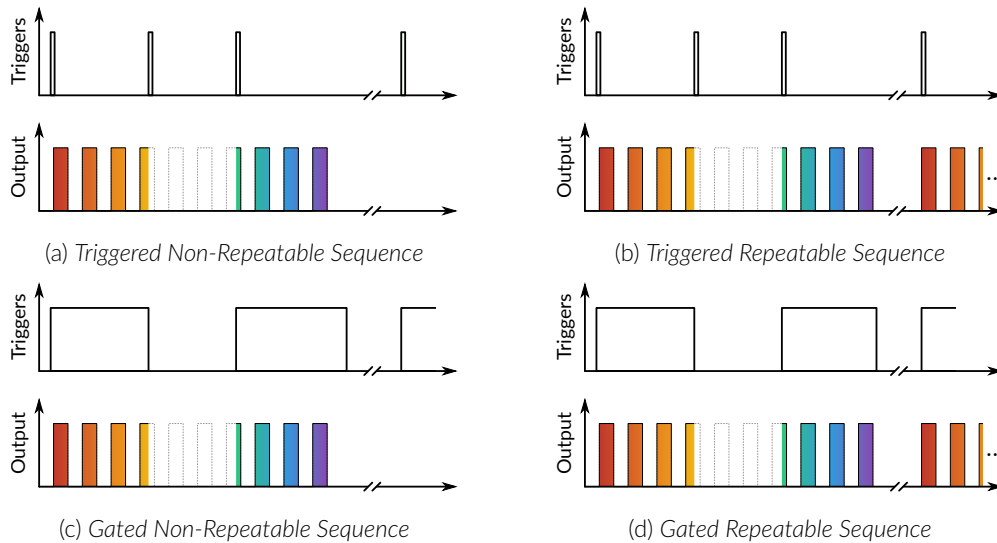 Triggers
Triggers
Output
Output
...
(a) Triggered Non-Repeatable Sequence
(b) Triggered Repeatable Sequence
Triggers
Triggers
Output
Output
...
(c) Gated Non-Repeatable Sequence
(d) Gated Repeatable Sequence